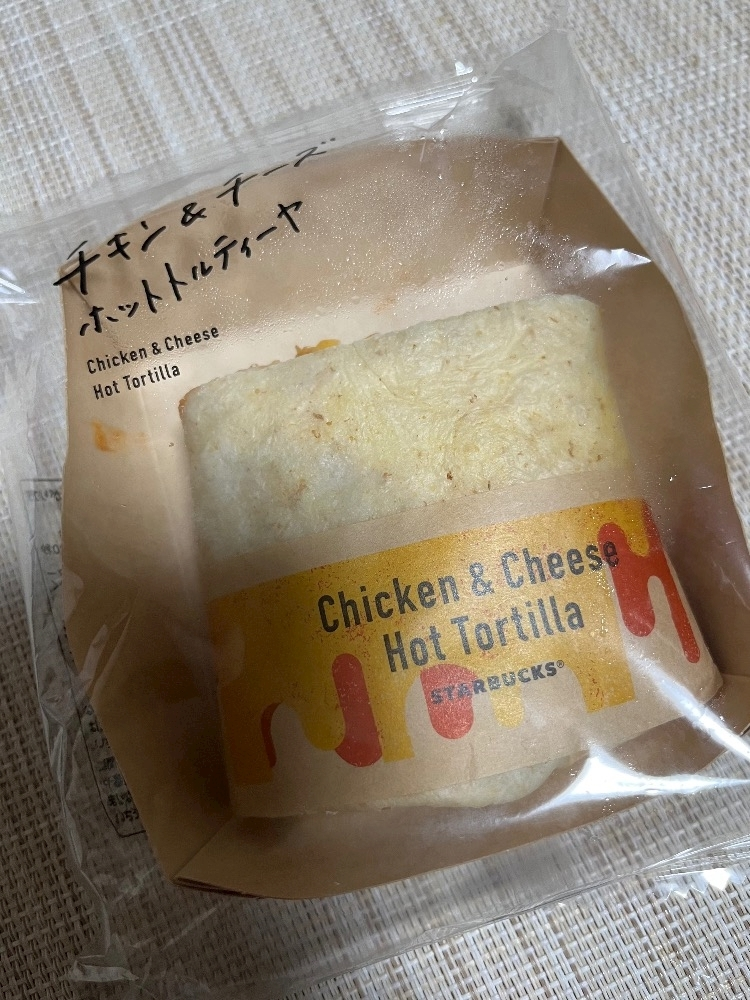 チキン & チーズ
ホットトルティーヤ
Chicken & Cheese
Hot Tortilla
Chicken & Cheese
Hot Tortilla
STARBUCKS®